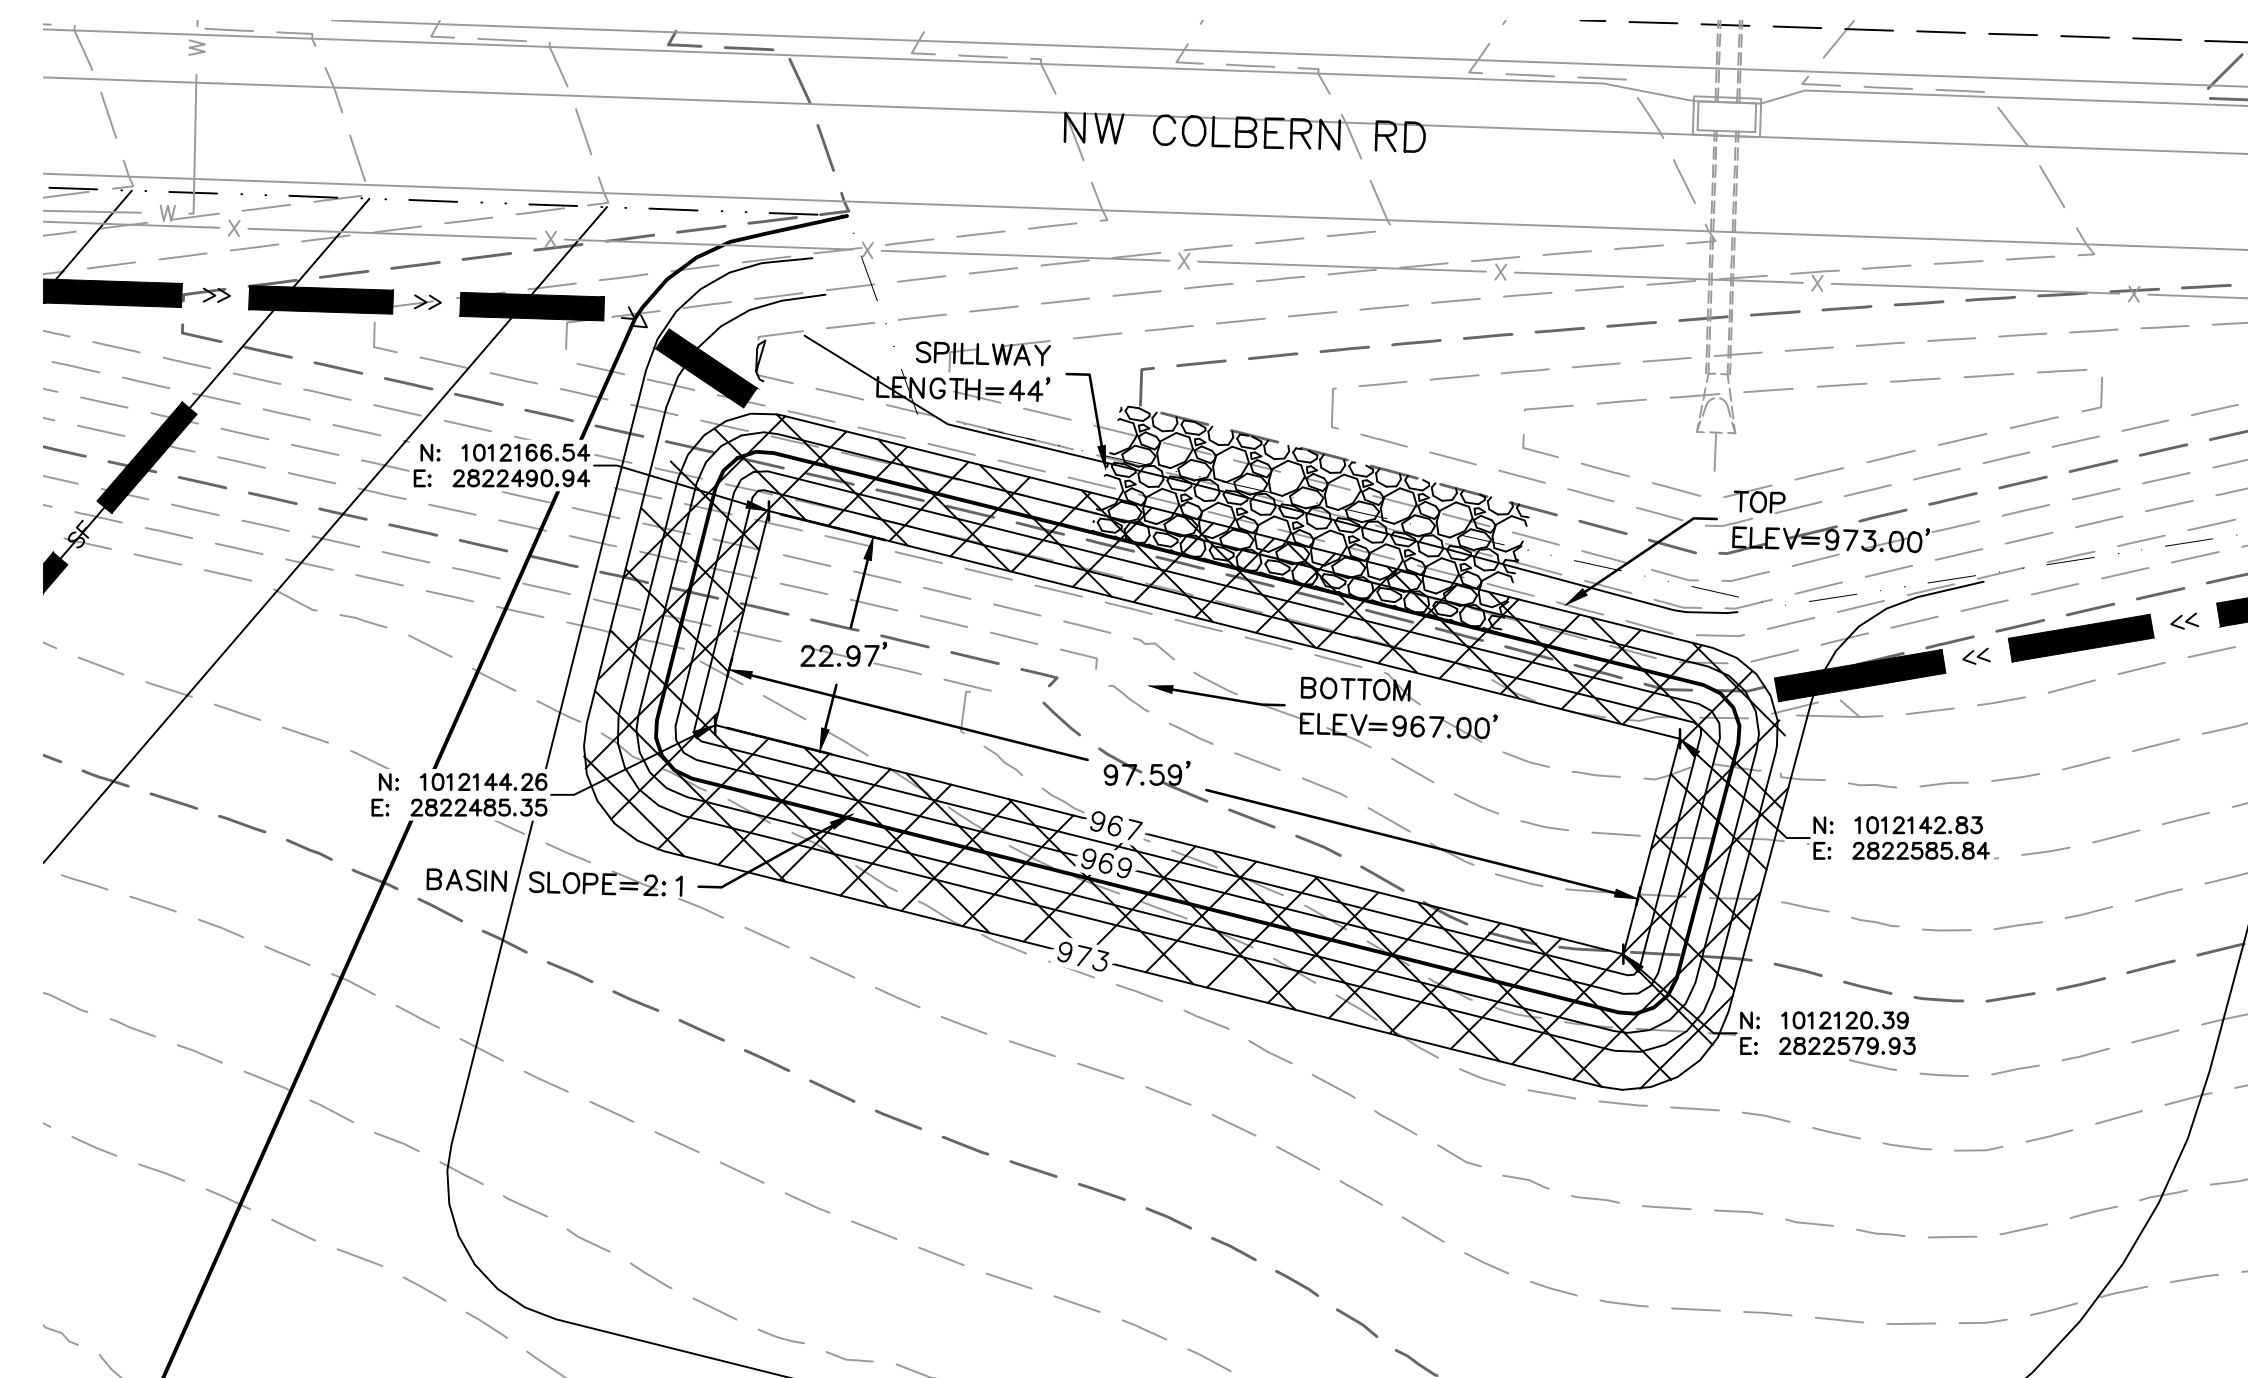 W
NW COLBERN RD
W
X X X X X X X
>> >>
SPILLWAY
LENGTH=44'
N: 1012166.54
E: 2822490.94
TOP
ELEV=973.00'
SF
<< <<
22.97'
BOTTOM
ELEV=967.00'
97.59'
N: 1012144.26
E: 2822485.35
967
N: 1012142.83
E: 2822585.84
969
BASIN SLOPE=2:1
973
N: 1012120.39
E: 2822579.93